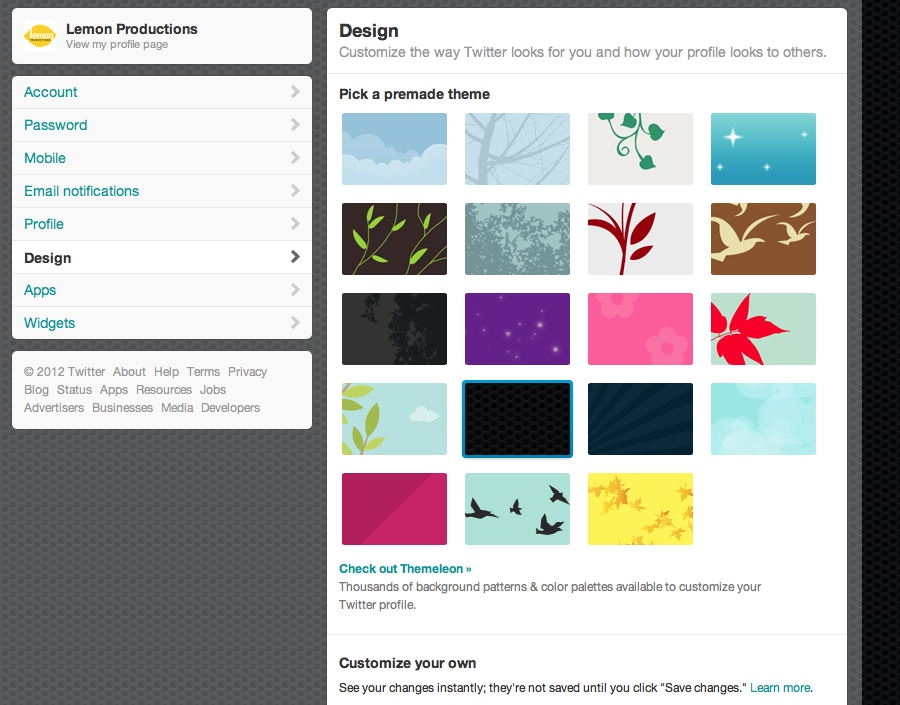 lemon
PRODUCTIONS
Lemon Productions
View my profile page
Account
Password
Mobile
Email notifications
Profile
Design
Apps
Widgets
© 2012 Twitter About Help Terms Privacy
Blog Status Apps Resources Jobs
Advertisers Businesses Media Developers
Design
Customize the way Twitter looks for you and how your profile looks to others.
Pick a premade theme
Check out Themeleon »
Thousands of background patterns & color palettes available to customize your
Twitter profile.
Customize your own
See your changes instantly; they're not saved until you click "Save changes." Learn more.